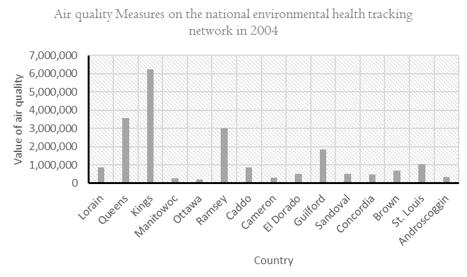 Air quality Measures on the national environmental health tracking
network in 2004
Value of air quality
7,000,000
6,000,000
5,000,000
4,000,000
3,000,000
2,000,000
1,000,000
0
Lorain
Queens
Kings
Manitowoc
Ottawa
Ramsey
Caddo
Cameron
El Dorado
Guilford
Sandoval
Concordia
Brown
St. Louis
Androscoggin
Country